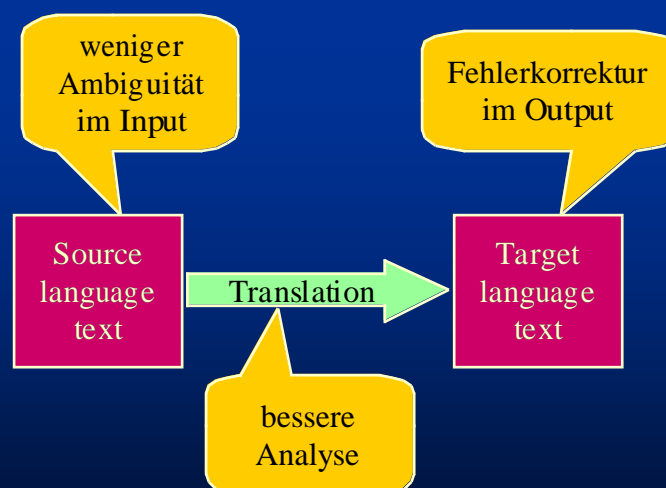 weniger
Ambiguität
im Input
Fehlerkorrektur
im Output
Source
language
text
Translation
Target
language
text
bessere
Analyse